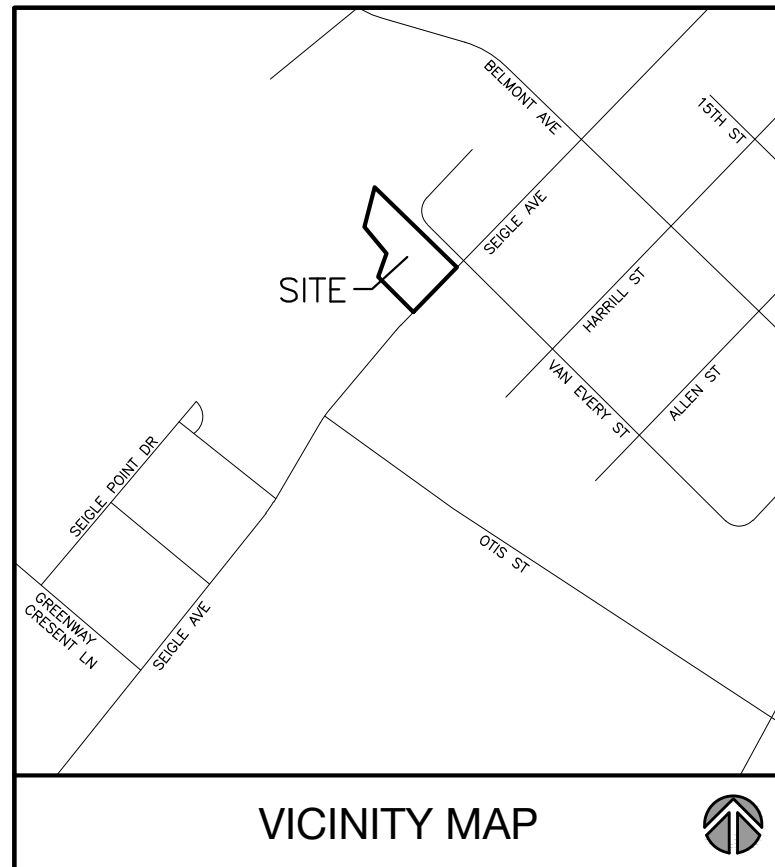 BELMONT AVE
15TH ST
SEIGLE AVE
SITE
HARRILL ST
VAN EVERY ST
ALLEN ST
SEIGLE POINT DR
OTIS ST
GREENWAY
CRESENT LN
SEIGLE AVE
VICINITY MAP